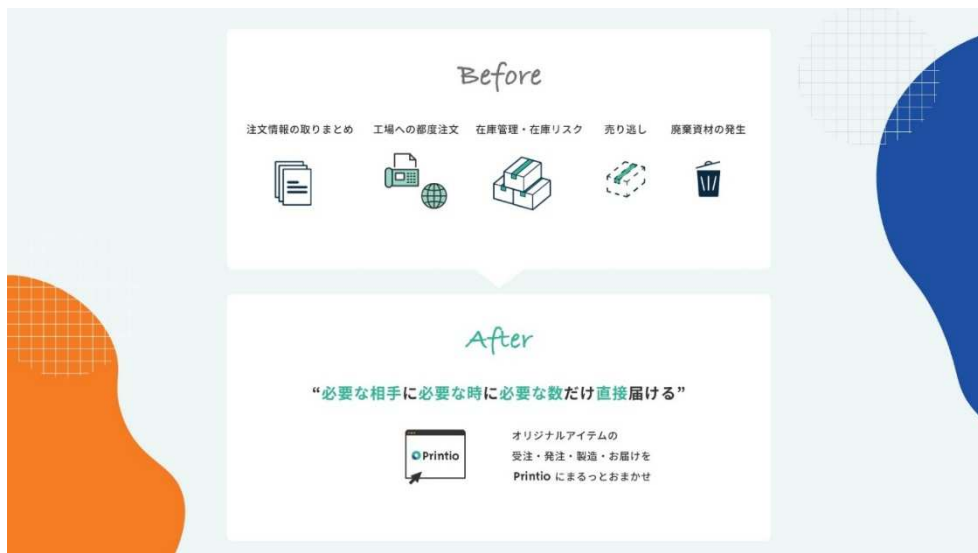 Before
注文情報の取りまとめ 工場への都度注文 在庫管理・在庫リスク 売り逃し 廃棄資材の発生
After
“必要な相手に必要な時に必要な数だけ直接届ける”
Printio
オリジナルアイテムの
受注・発注・製造・お届けを
Printio にまるっとおまかせ